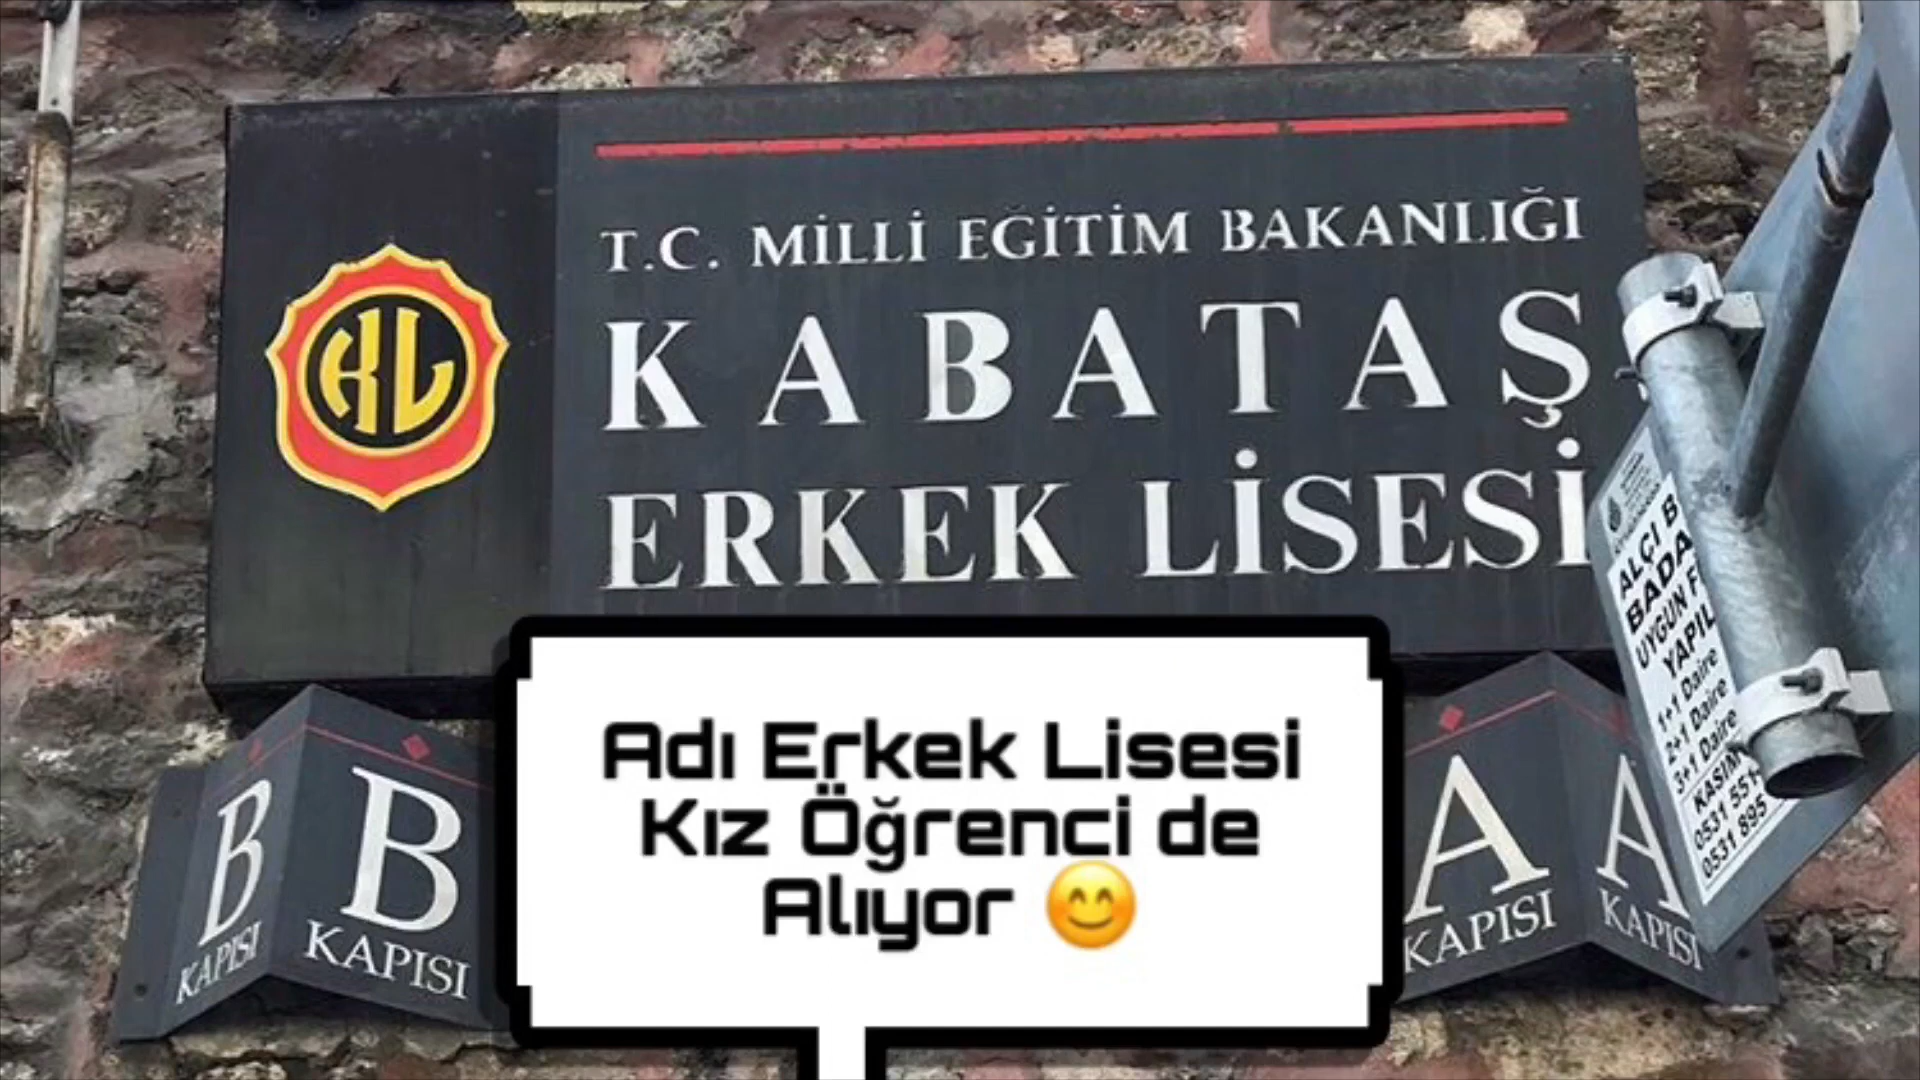 T.C. MİLLİ EĞİTİM BAKANLIĞI
KABATAŞ
ERKEK LİSESİ
KL
Adı Erkek Lisesi
Kız Öğrenci de
Alıyor 😊
B
KAPISI
B
KAPISI
A
KAPISI
A
KAPISI
ALÇI B
BADA
UYGUN F
YAPIL
1+1 Daire
2+1 Daire
3+1 Daire
KASIM
0531 551
0531 895